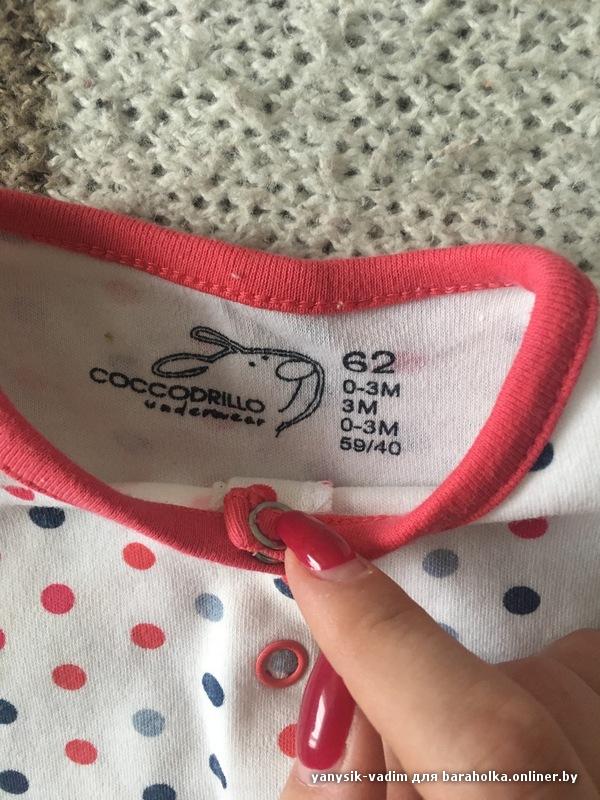 COCCODRILLO
underwear
62
0-3M
3M
0-3M
59/40
yanysik-vadim для baraholka.onliner.by